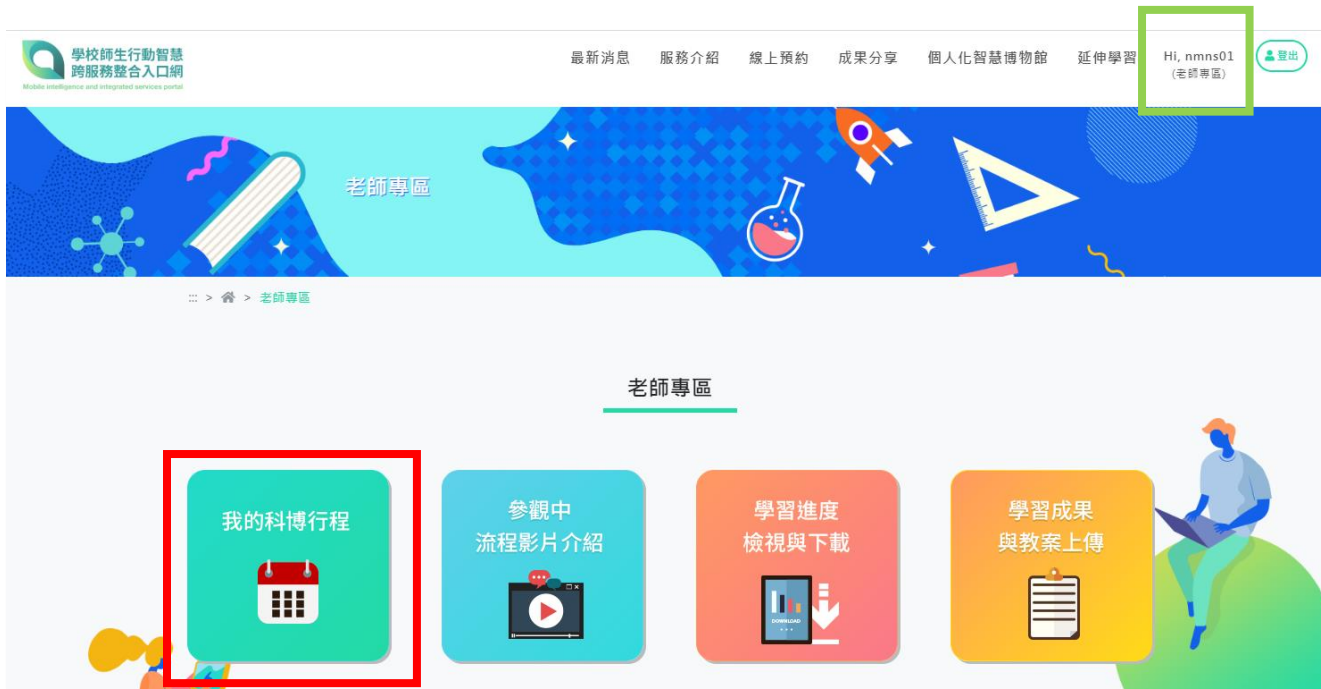 學校師生行動智慧
跨服務整合入口網
Mobile intelligence and integrated services portal
最新消息 服務介紹 線上預約 成果分享 個人化智慧博物館 延伸學習 Hi, nmns01 登出
(老師專區)
老師專區
::: > > 老師專區
老師專區
我的科博行程
參觀中
流程影片介紹
學習進度
檢視與下載
DOWNLOAD
學習成果
與教案上傳